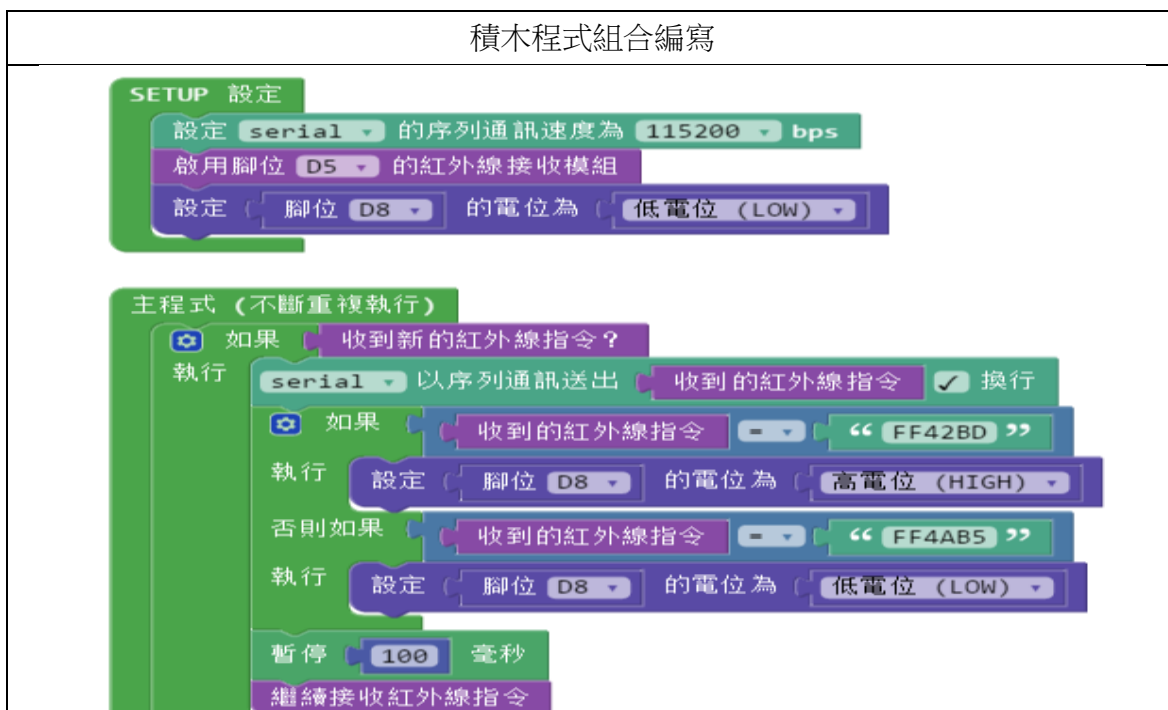 積木程式組合編寫
SETUP 設定
設定 serial 的序列通訊速度為 115200 bps
啟用腳位 D5 的紅外線接收模組
設定 腳位 D8 的電位為 低電位 (LOW)
主程式 (不斷重複執行)
如果 收到新的紅外線指令?
執行 serial 以序列通訊送出 收到的紅外線指令 ✓ 換行
如果 收到的紅外線指令 = “ FF42BD ”
執行 設定 腳位 D8 的電位為 高電位 (HIGH)
否則如果 收到的紅外線指令 = “ FF4AB5 ”
執行 設定 腳位 D8 的電位為 低電位 (LOW)
暫停 100 毫秒
繼續接收紅外線指令